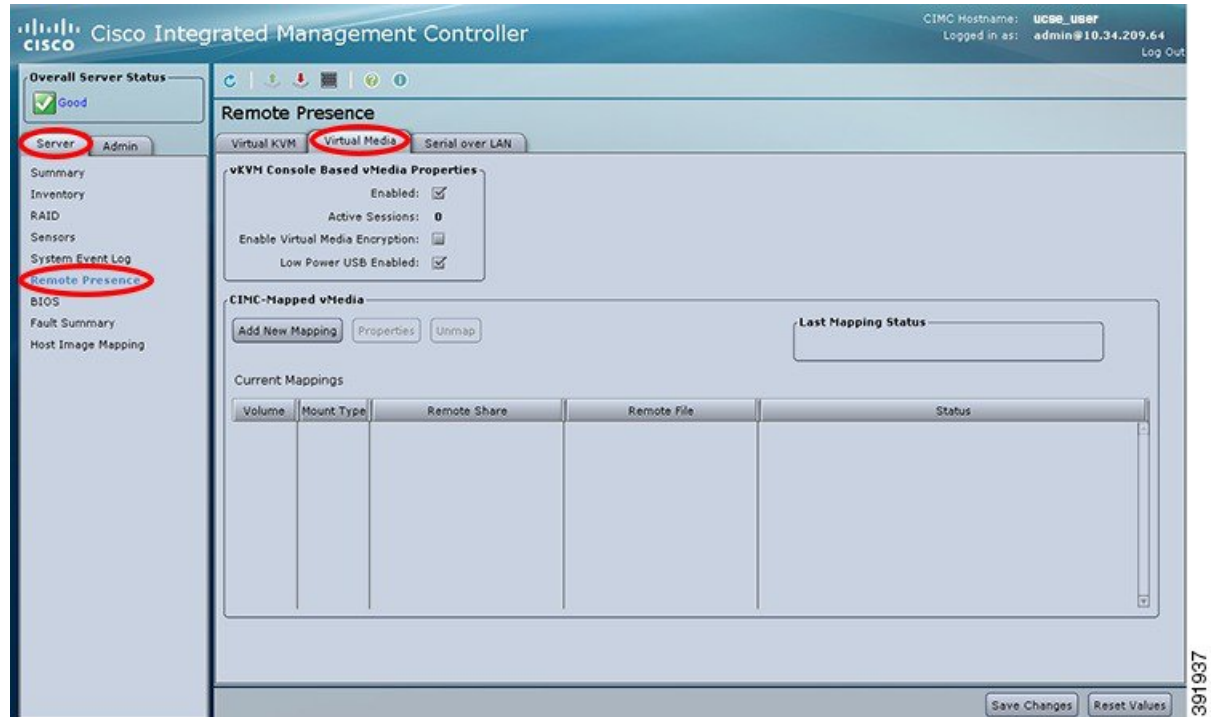 CISCO Cisco Integrated Management Controller
CIMC Hostname: ucse_user
Logged in as: admin@10.34.209.64
Log Out
Overall Server Status
Good
Server Admin
Summary
Inventory
RAID
Sensors
System Event Log
Remote Presence
BIOS
Fault Summary
Host Image Mapping
Remote Presence
Virtual KVM Virtual Media Serial over LAN
vKVM Console Based vMedia Properties
Enabled:
Active Sessions: 0
Enable Virtual Media Encryption:
Low Power USB Enabled:
CIMC-Mapped vMedia
Add New Mapping Properties Unmap
Last Mapping Status
Current Mappings
Volume Mount Type Remote Share Remote File Status
Save Changes Reset Values
391937